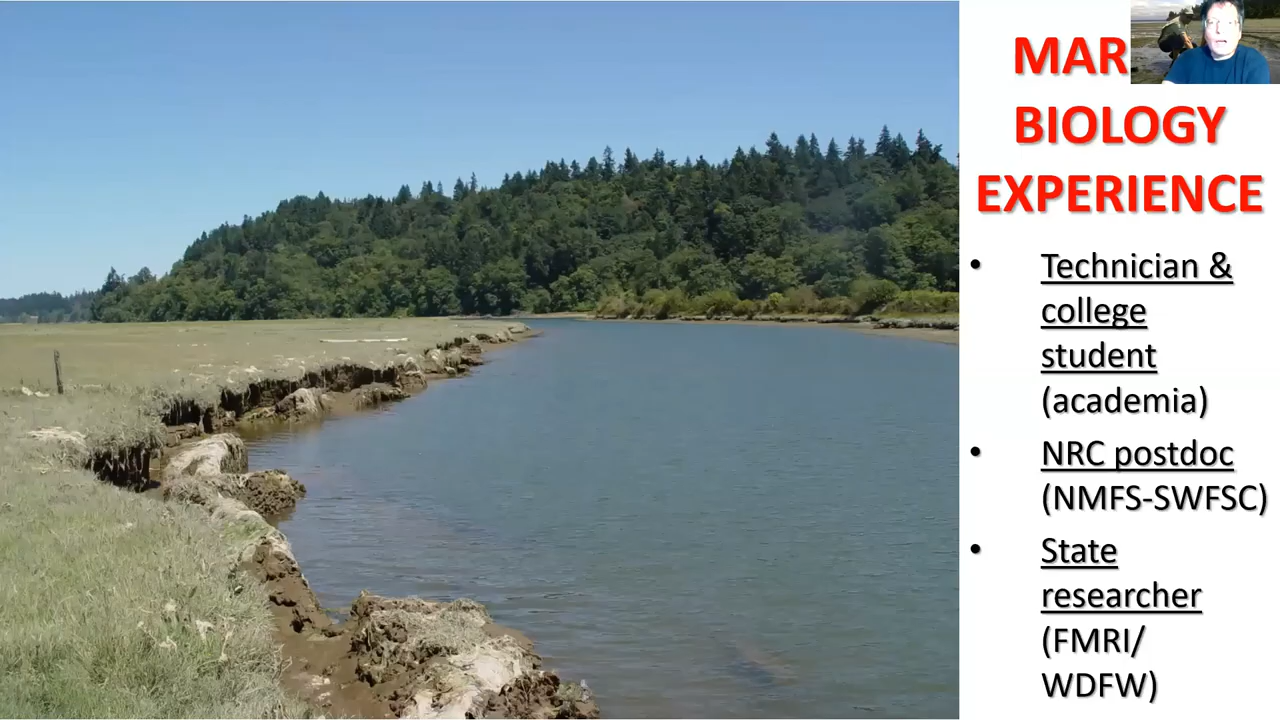 MAR
BIOLOGY
EXPERIENCE
• Technician &
college
student
(academia)
• NRC postdoc
(NMFS-SWFSC)
• State
researcher
(FMRI/
WDFW)